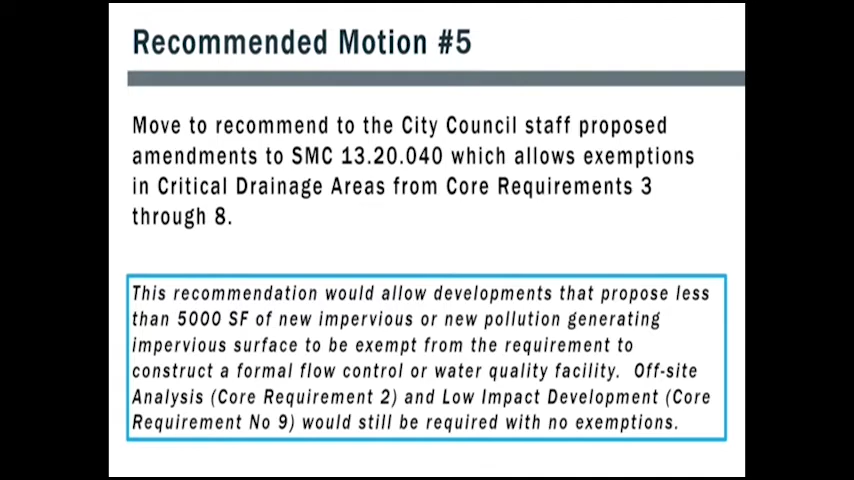 Recommended Motion #5
Move to recommend to the City Council staff proposed
amendments to SMC 13.20.040 which allows exemptions
in Critical Drainage Areas from Core Requirements 3
through 8.
This recommendation would allow developments that propose less
than 5000 SF of new impervious or new pollution generating
impervious surface to be exempt from the requirement to
construct a formal flow control or water quality facility.  Off-site
Analysis (Core Requirement 2) and Low Impact Development (Core
Requirement No 9) would still be required with no exemptions.